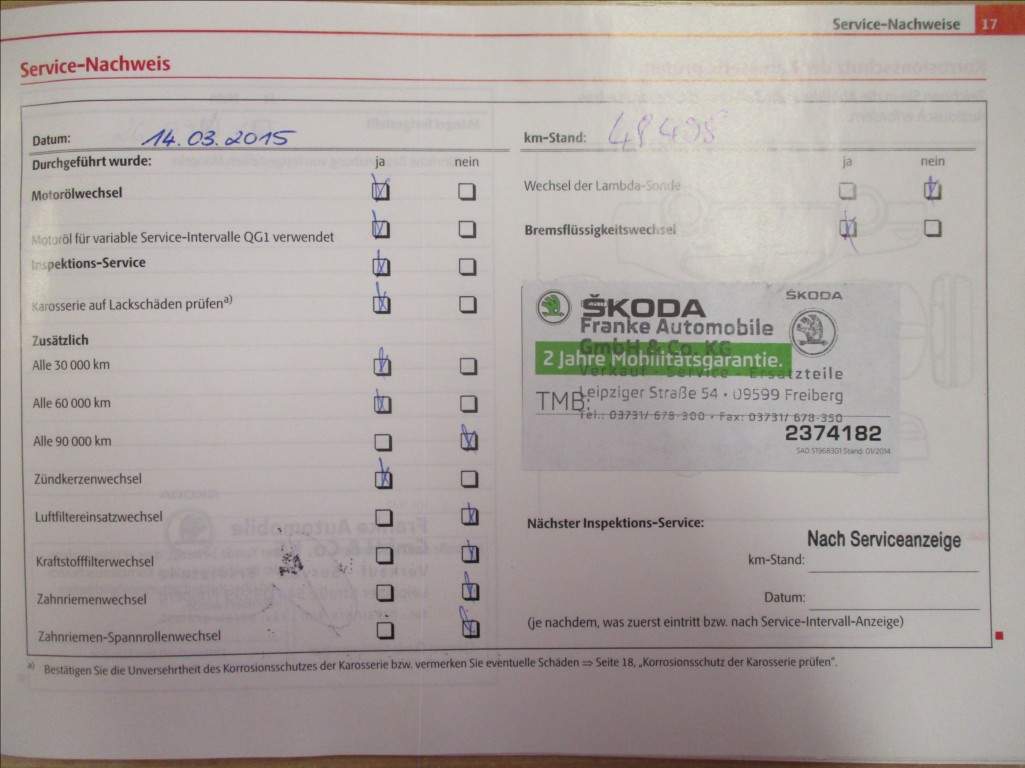 Service-Nachweise 17
Service-Nachweis
Datum: 14.03.2015
km-Stand:
Durchgeführt wurde: ja nein
ja nein
Motorölwechsel
Wechsel der Lambda-Sonde
Motoröl für variable Service-Intervalle QG1 verwendet
Bremsflüssigkeitswechsel
Inspektions-Service
Karosserie auf Lackschäden prüfen a)
Zusätzlich
Alle 30 000 km
Alle 60 000 km
Alle 90 000 km
Zündkerzenwechsel
Luftfiltereinsatzwechsel
Kraftstofffilterwechsel
Zahnriemenwechsel
Zahnriemen-Spannrollenwechsel
ŠKODA
ŠKODA
Franke Automobile
GmbH & Co. KG
2 Jahre Mobilitätsgarantie.
Verkauf · Service · Ersatzteile
Leipziger Straße 54 · 09599 Freiberg
TMB:
Tel.: 03731/ 678-300 · Fax: 03731/ 678-350
2374182
SAD 51968301 Stand: 01/2014
Nächster Inspektions-Service:
Nach Serviceanzeige
km-Stand:
Datum:
(je nachdem, was zuerst eintritt bzw. nach Service-Intervall-Anzeige)
a) Bestätigen Sie die Unversehrtheit des Korrosionsschutzes der Karosserie bzw. vermerken Sie eventuelle Schäden ⇒ Seite 18, „Korrosionsschutz der Karosserie prüfen“.